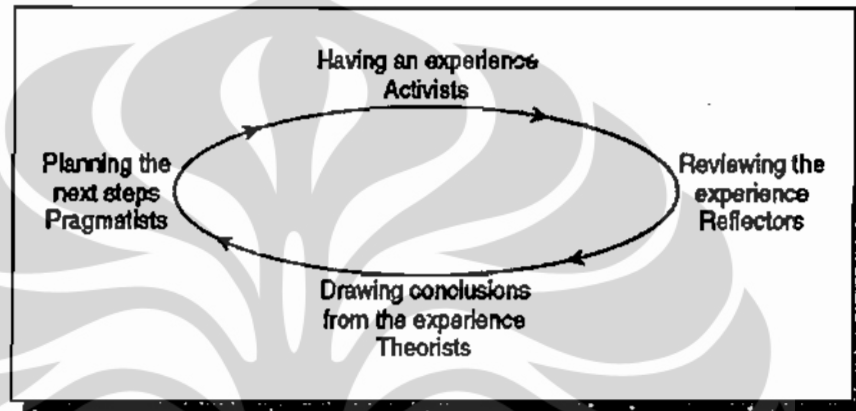 Having an experience
Activists
Reviewing the
experience
Reflectors
Drawing conclusions
from the experience
Theorists
Planning the
next steps
Pragmatists